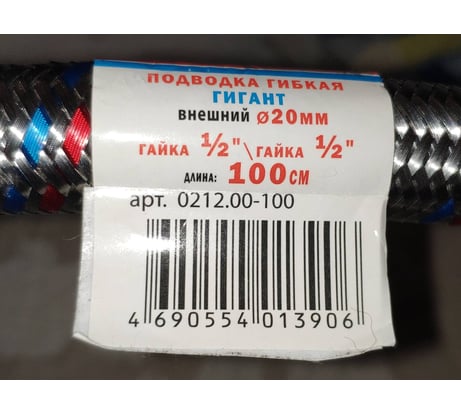 ПОДВОДКА ГИБКАЯ
ГИГАНТ
ВНЕШНИЙ ø20ММ
ГАЙКА ½"\ГАЙКА ½"
ДЛИНА: 100СМ
арт. 0212.00-100
4 690554 013906